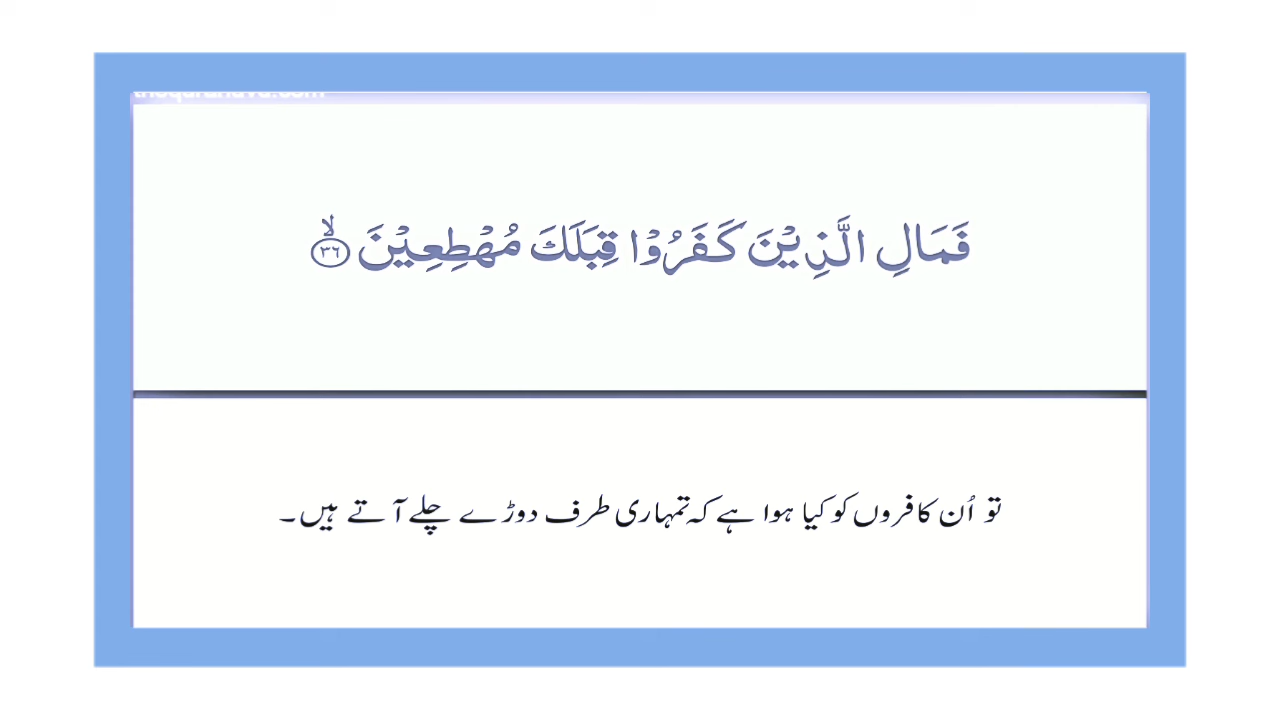 فَمَالِ الَّذِيْنَ كَفَرُوْا قِبَلَكَ مُهْطِعِيْنَ ۙ﴿۳۶﴾
تو اُن کافروں کو کیا ہوا ہے کہ تمہاری طرف دوڑے چلے آتے ہیں۔